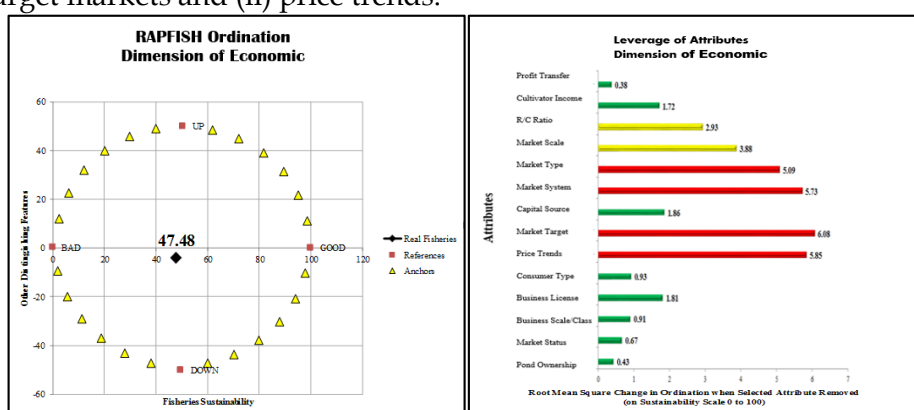 target markets and (ii) price trends.
RAPFISH Ordination
Dimension of Economic
60
40
20
0
-20
-40
-60
0
20
40
60
80
100
120
UP
BAD
GOOD
DOWN
47.48
Other Distingishing Features
Fisheries Sustainability
Real Fisheries
References
Anchors
Leverage of Attributes
Dimension of Economic
Attributes
Profit Transfer
0.38
Cultivator Income
1.72
R/C Ratio
2.93
Market Scale
3.88
Market Type
5.09
Market System
5.73
Capital Source
1.86
Market Target
6.08
Price Trends
5.85
Consumer Type
0.93
Business License
1.81
Business Scale/Class
0.91
Market Status
0.67
Pond Ownership
0.43
0
1
2
3
4
5
6
7
Root Mean Square Change in Ordination when Selected Attribute Removed
(on Sustainability Scale 0 to 100)